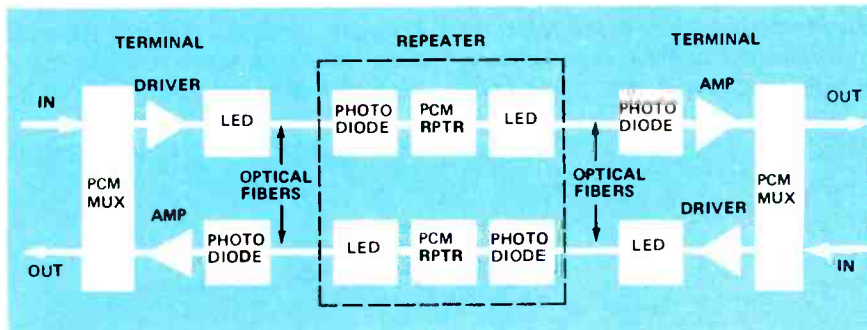 TERMINAL
REPEATER
TERMINAL
IN
DRIVER
LED
PHOTO
DIODE
PCM
RPTR
LED
PHOTO
DIODE
AMP
OUT
PCM
MUX
OPTICAL
FIBERS
OPTICAL
FIBERS
PCM
MUX
OUT
AMP
PHOTO
DIODE
LED
PCM
RPTR
PHOTO
DIODE
LED
DRIVER
IN